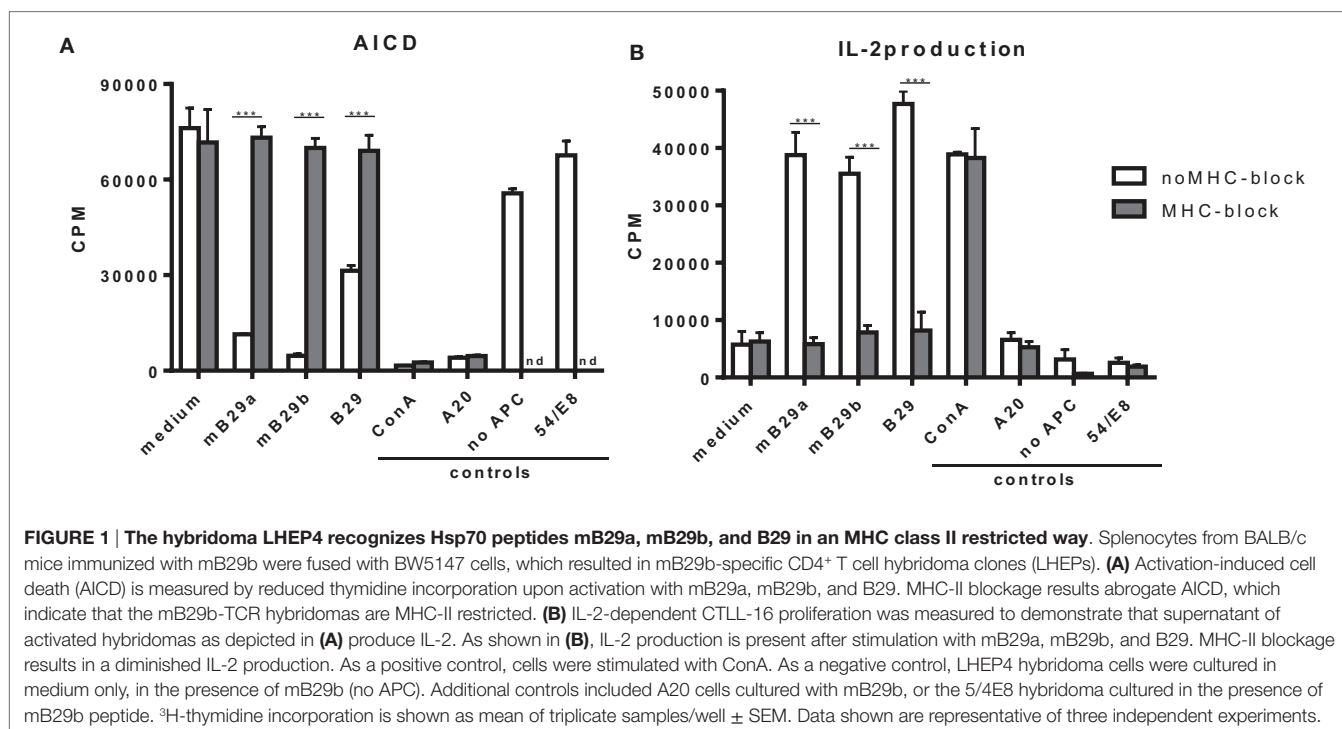 A
AICD
90000
60000
30000
0
CPM
***
***
***
nd
nd
medium
mB29a
mB29b
B29
ConA
A20
no APC
54/E8
controls
B
IL-2production
50000
40000
30000
20000
10000
0
CPM
***
***
***
medium
mB29a
mB29b
B29
ConA
A20
no APC
54/E8
controls
noMHC-block
MHC-block
FIGURE 1 | The hybridoma LHEP4 recognizes Hsp70 peptides mB29a, mB29b, and B29 in an MHC class II restricted way. Splenocytes from BALB/c
mice immunized with mB29b were fused with BW5147 cells, which resulted in mB29b-specific CD4⁺ T cell hybridoma clones (LHEPs). (A) Activation-induced cell
death (AICD) is measured by reduced thymidine incorporation upon activation with mB29a, mB29b, and B29. MHC-II blockage results abrogate AICD, which
indicate that the mB29b-TCR hybridomas are MHC-II restricted. (B) IL-2-dependent CTLL-16 proliferation was measured to demonstrate that supernatant of
activated hybridomas as depicted in (A) produce IL-2. As shown in (B), IL-2 production is present after stimulation with mB29a, mB29b, and B29. MHC-II blockage
results in a diminished IL-2 production. As a positive control, cells were stimulated with ConA. As a negative control, LHEP4 hybridoma cells were cultured in
medium only, in the presence of mB29b (no APC). Additional controls included A20 cells cultured with mB29b, or the 5/4E8 hybridoma cultured in the presence of
mB29b peptide. ³H-thymidine incorporation is shown as mean of triplicate samples/well ± SEM. Data shown are representative of three independent experiments.